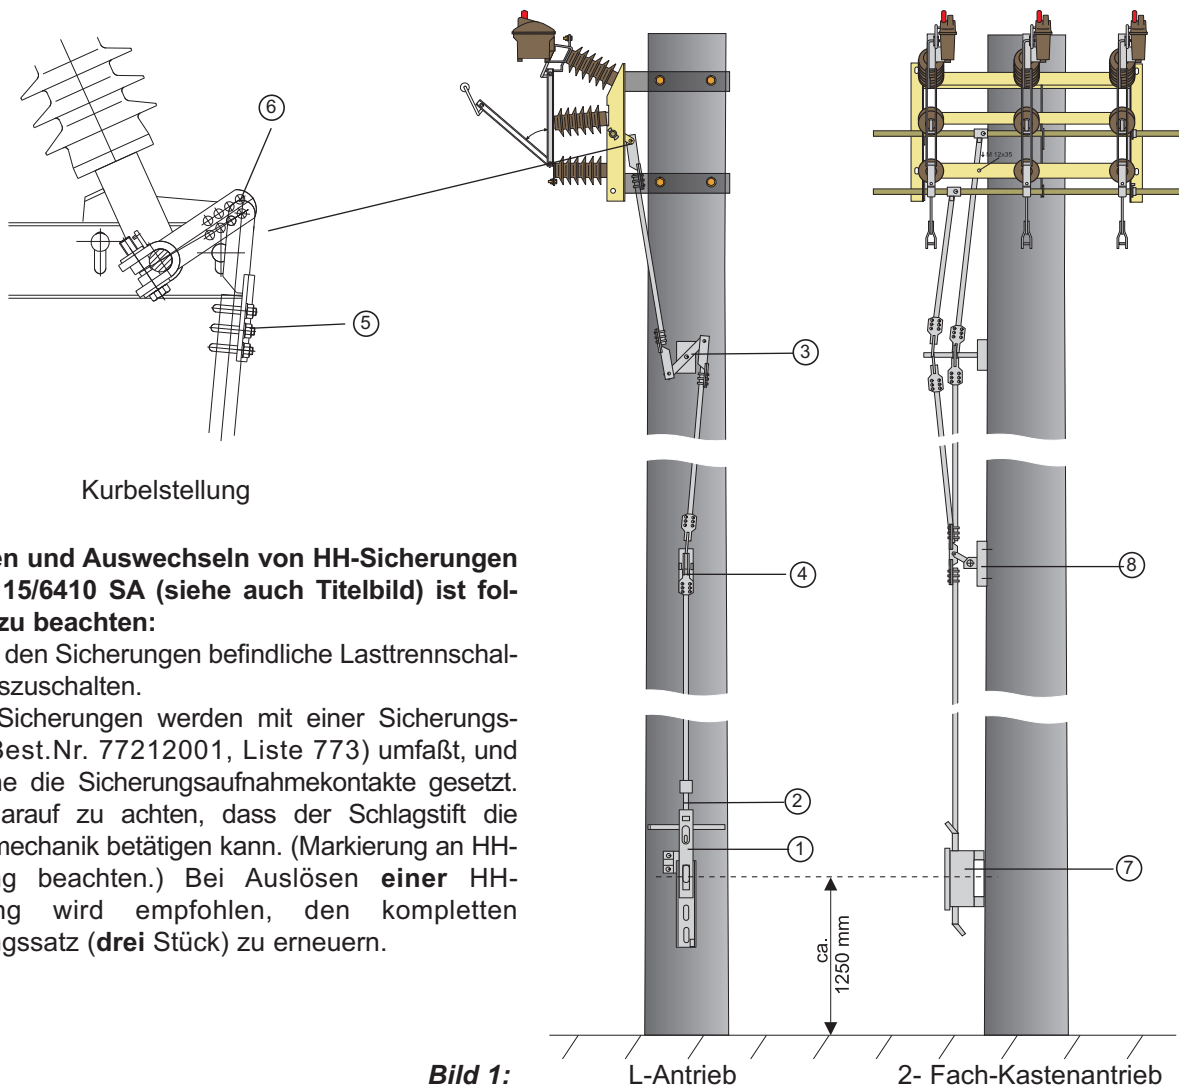 6
5
Kurbelstellung
en und Auswechseln von HH-Sicherungen
15/6410 SA (siehe auch Titelbild) ist fol-
zu beachten:
den Sicherungen befindliche Lasttrennschal-
szuschalten.
Sicherungen werden mit einer Sicherungs-
Best.Nr. 77212001, Liste 773) umfaßt, und
ne die Sicherungsaufnahmekontakte gesetzt.
arauf zu achten, dass der Schlagstift die
mechanik betätigen kann. (Markierung an HH-
ng beachten.) Bei Auslösen einer HH-
ng wird empfohlen, den kompletten
ngssatz (drei Stück) zu erneuern.
M 12x35
3
4
8
2
1
7
ca.
1250 mm
Bild 1:
L-Antrieb
2- Fach-Kastenantrieb